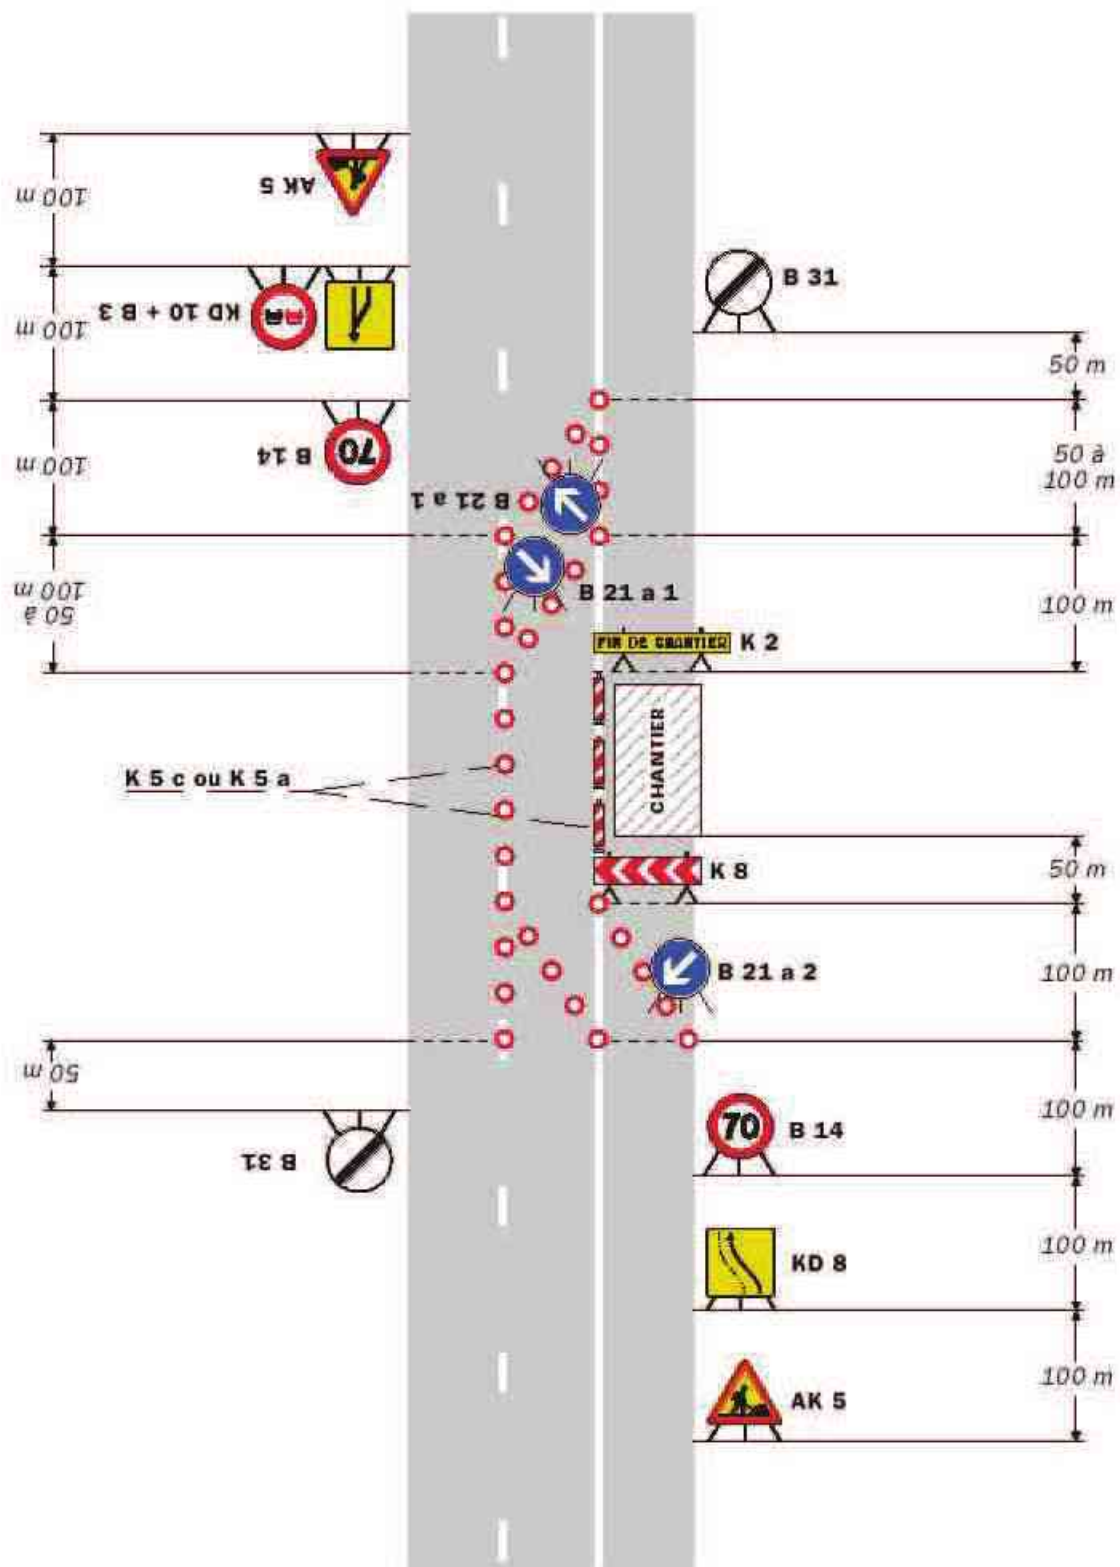 AK 5
100 m
KD 10 + B 3
100 m
B 14
70
100 m
B 21 a 1
50 à
100 m
B 31
50 m
B 31
50 m
50 à
100 m
100 m
B 21 a 1
FIN DE CHANTIER
K 2
CHANTIER
K 5 c ou K 5 a
50 m
K 8
100 m
B 21 a 2
100 m
70
B 14
100 m
KD 8
100 m
AK 5